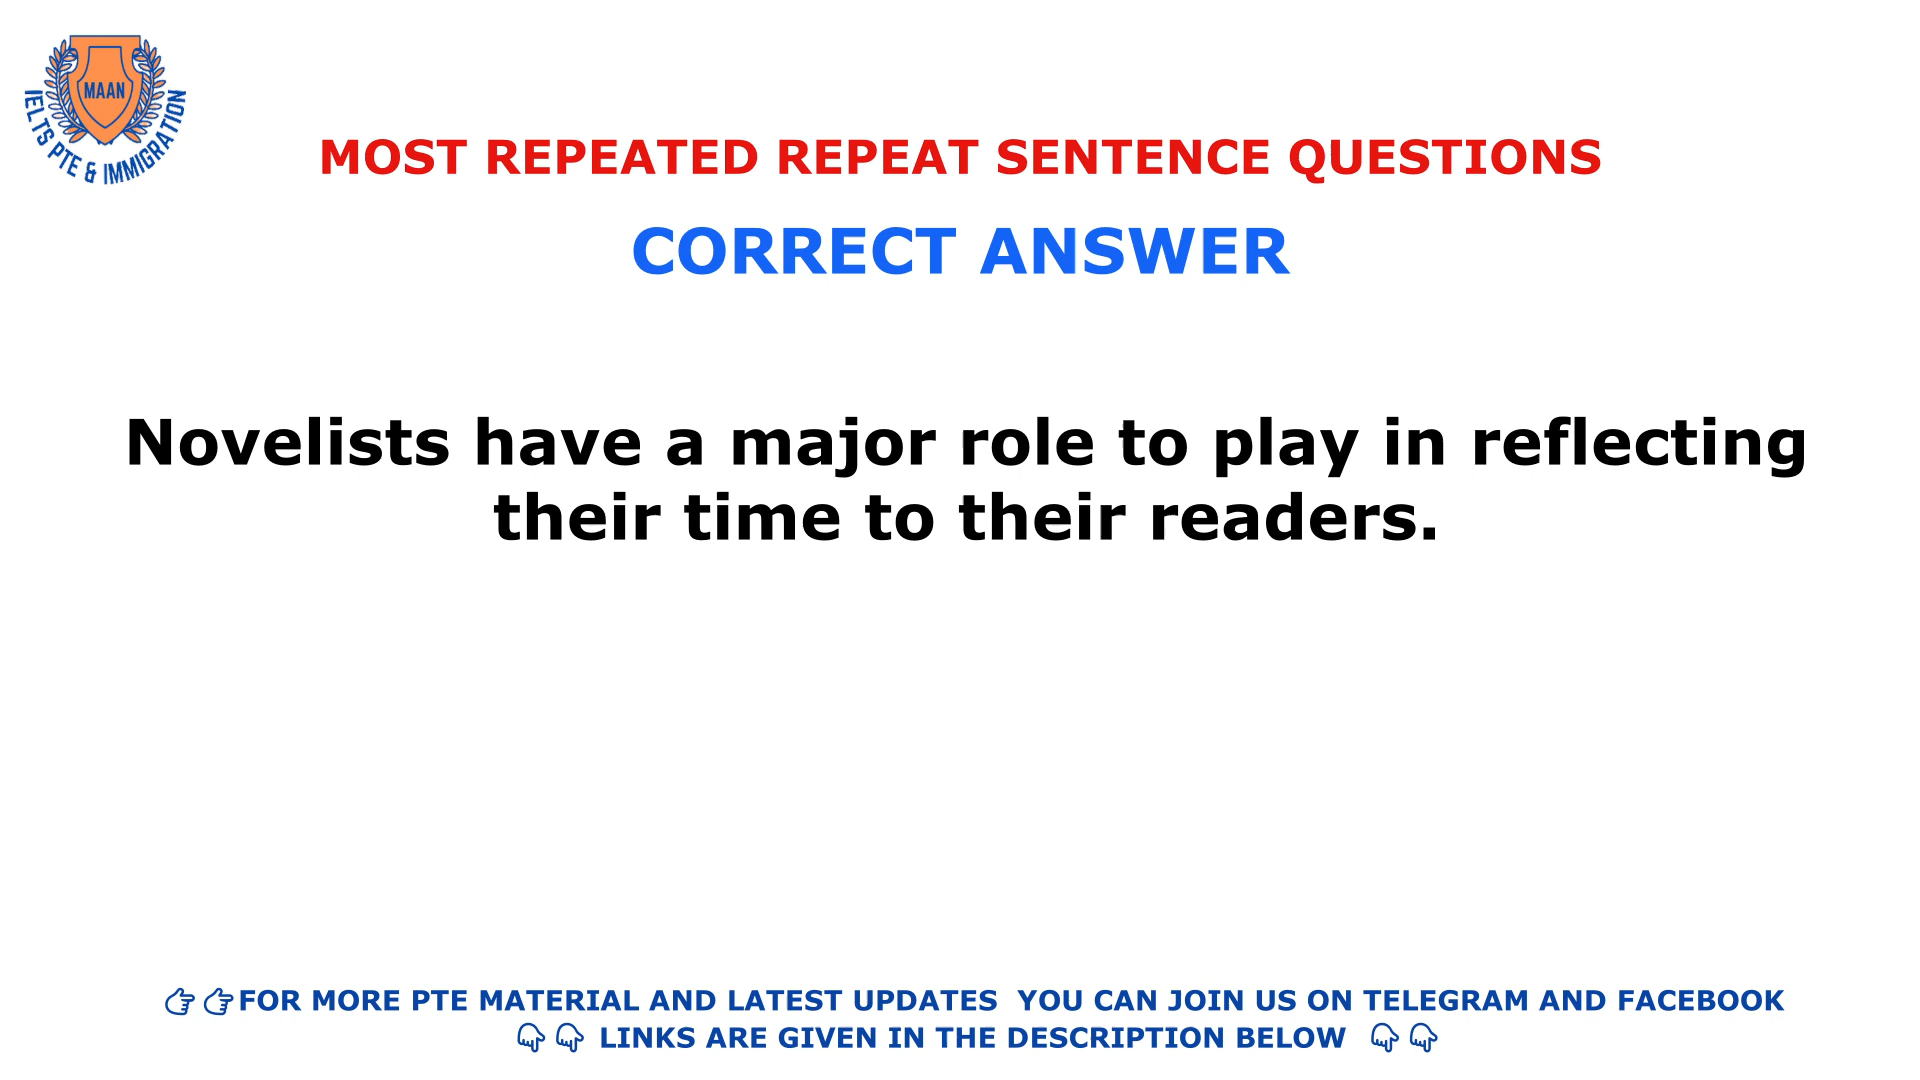 MAAN
IELTS PTE & IMMIGRATION
MOST REPEATED REPEAT SENTENCE QUESTIONS
CORRECT ANSWER
Novelists have a major role to play in reflecting
their time to their readers.
👉👉FOR MORE PTE MATERIAL AND LATEST UPDATES YOU CAN JOIN US ON TELEGRAM AND FACEBOOK
👇👇 LINKS ARE GIVEN IN THE DESCRIPTION BELOW 👇👇